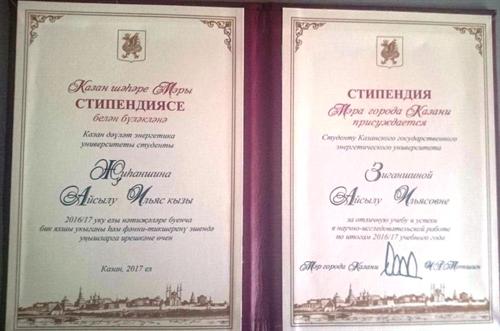 Казан шәһәре Мэры
СТИПЕНДИЯСЕ
белән бүләкләнә
Казан дәүләт энергетика
университеты студенты
Җиһаншина
Айсылу Ильяс кызы
2016/17 уку елы нәтиҗәләре буенча
бик яхшы укыганы һәм фәнни-тикшеренү эшендә
уңышларга ирешкәне өчен
Казан, 2017 ел
СТИПЕНДИЯ
Мэра города Казани
присуждается
Студенту Казанского государственного
энергетического университета
Зиганшиной
Айсылу Ильясовне
за отличную учебу и успехи
в научно-исследовательской работе
по итогам 2016/17 учебного года
Мэр города Казани
И.Р. Метшин